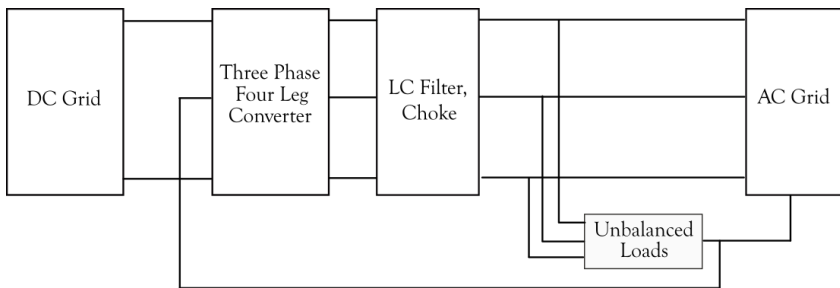 DC Grid
Three Phase
Four Leg
Converter
LC Filter,
Choke
AC Grid
Unbalanced
Loads